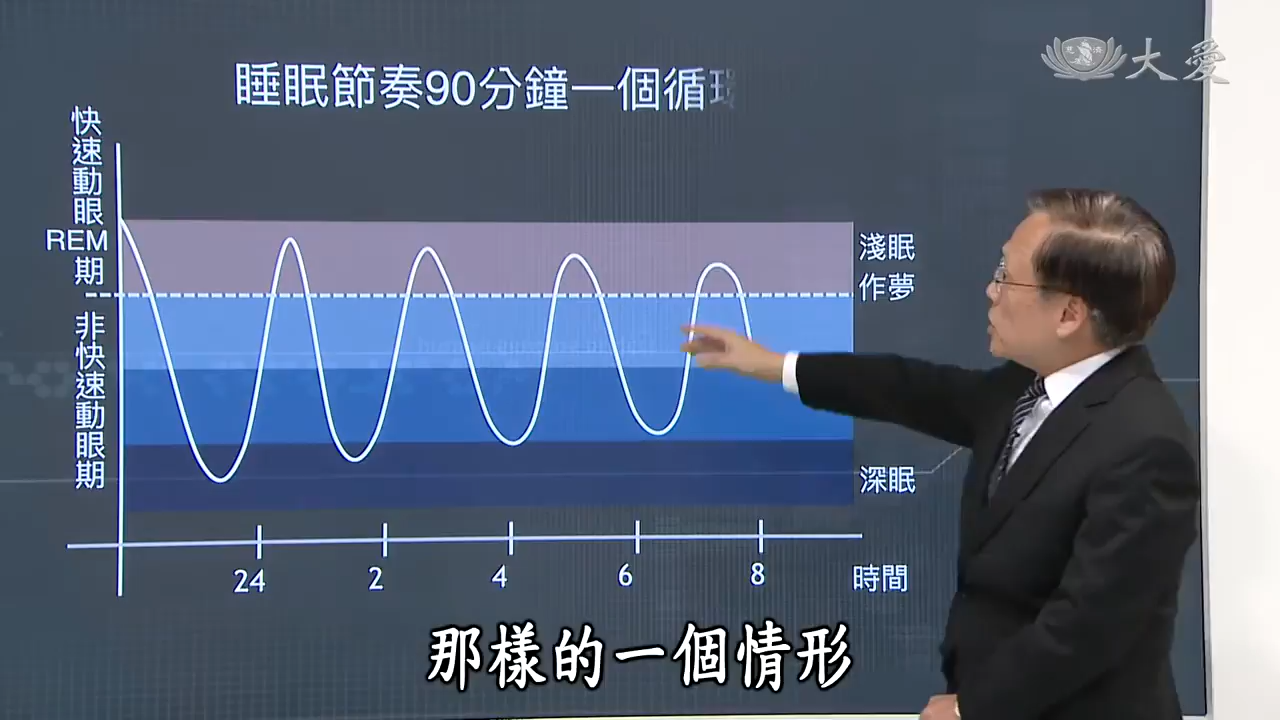 大愛
睡眠節奏90分鐘一個循環
快速動眼
REM
期
非快速動眼期
淺眠
作夢
深眠
24 2 4 6 8 時間
那樣的一個情形